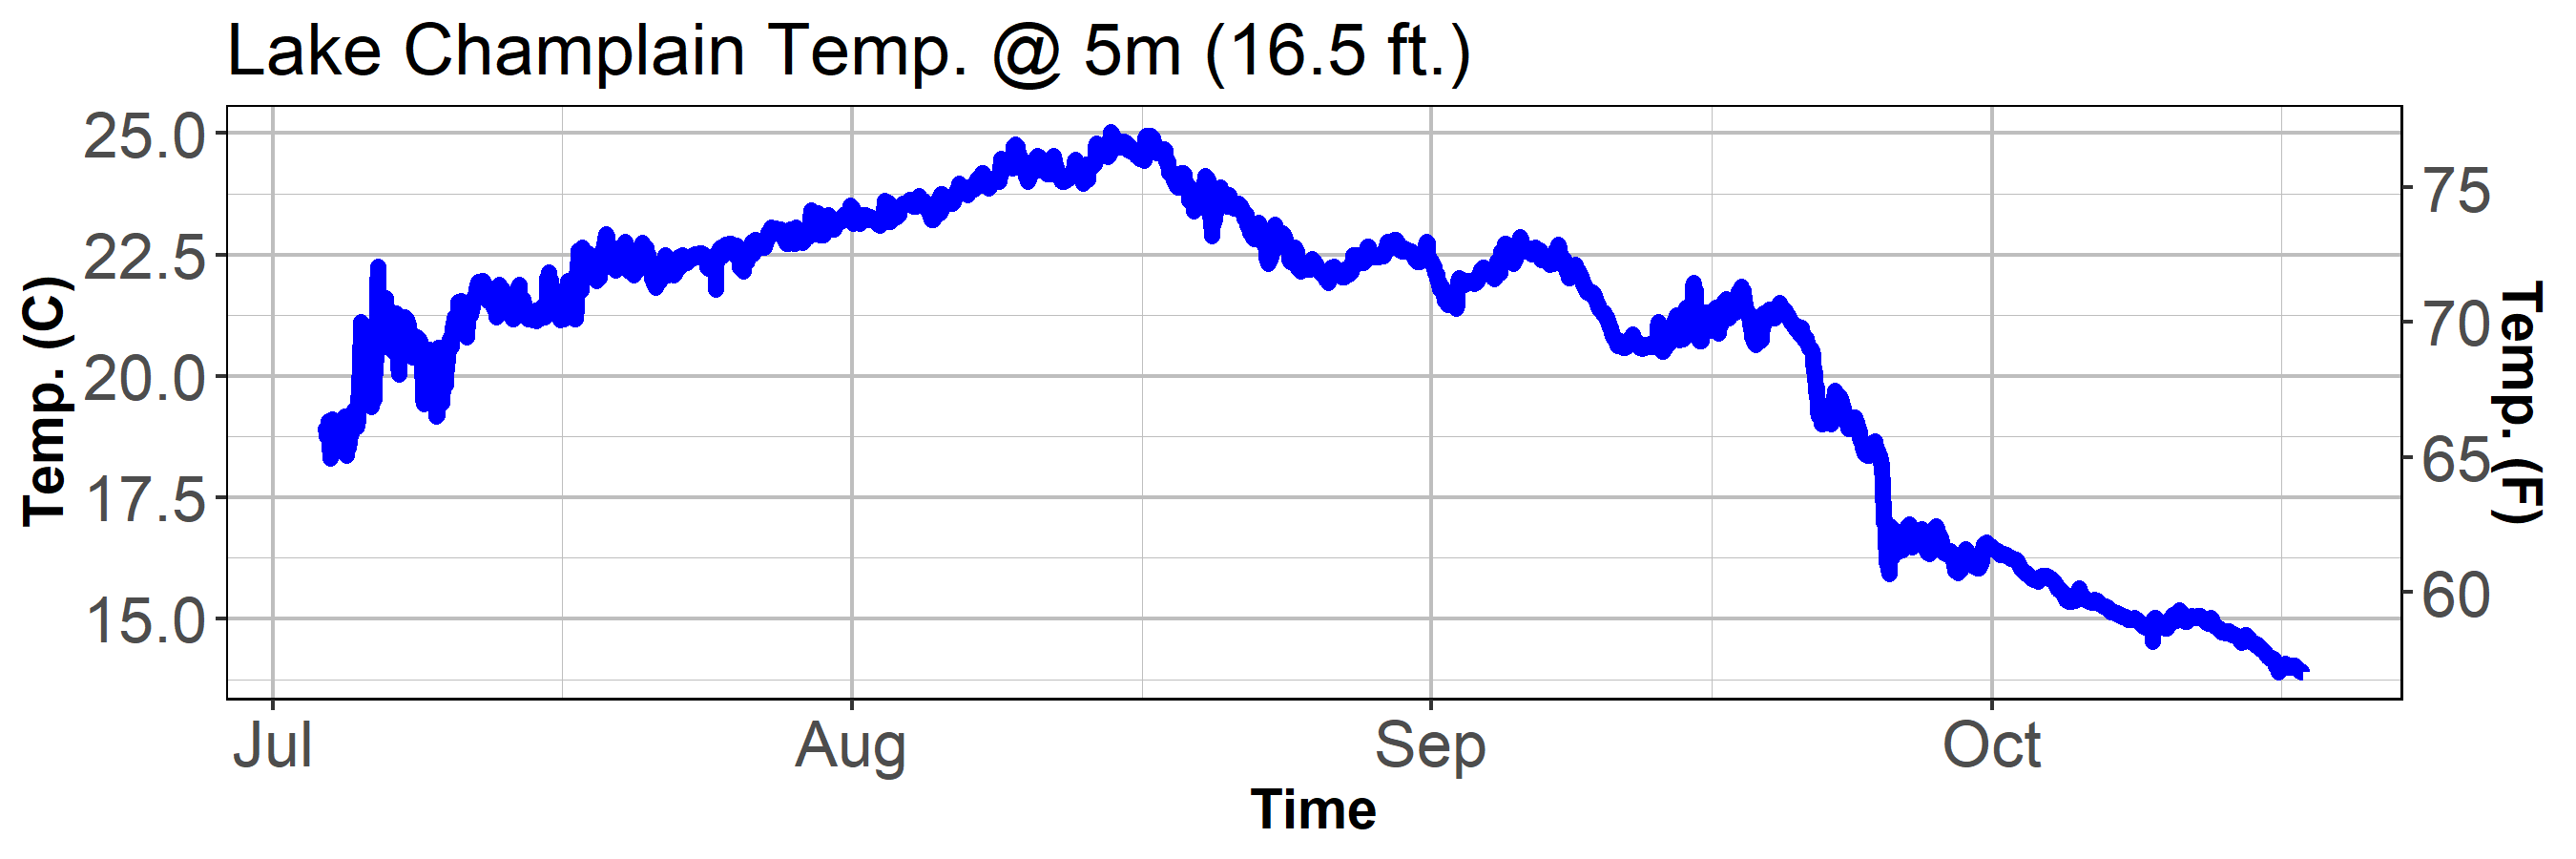 Lake Champlain Temp. @ 5m (16.5 ft.)
Temp. (C)
25.0
22.5
20.0
17.5
15.0
75
70
65
60
Temp. (F)
Jul Aug Sep Oct
Time